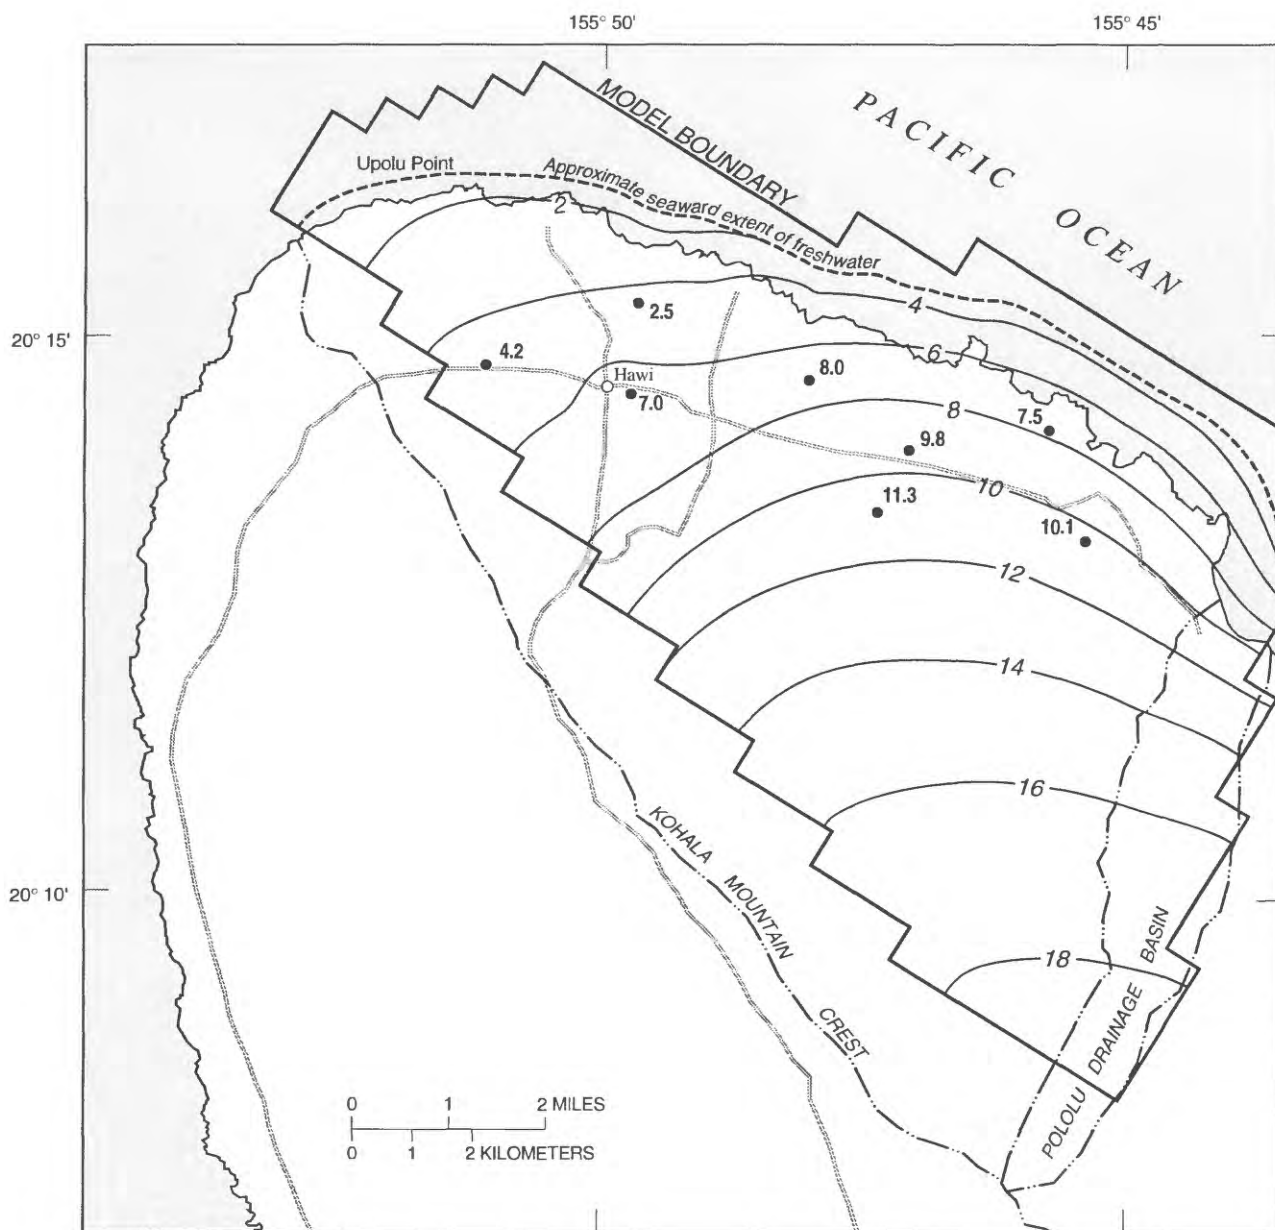 155° 50'
155° 45'
PACIFIC
OCEAN
MODEL BOUNDARY
Upolu Point
Approximate seaward extent of freshwater
2
4
20° 15'
2.5
6
4.2
Hawi
8.0
7.0
8
7.5
9.8
10
11.3
10.1
12
14
16
KOHALA
MOUNTAIN
CREST
20° 10'
18
POLOLU DRAINAGE BASIN
0 1 2 MILES
0 1 2 KILOMETERS